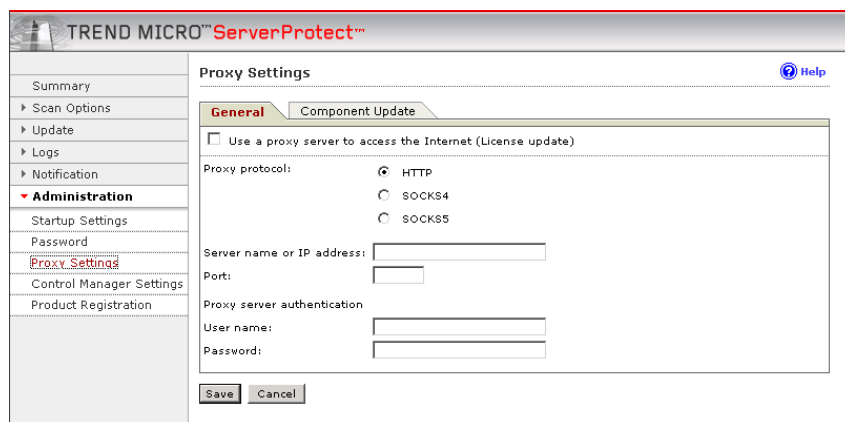 TREND MICRO™ServerProtect™
Summary
Scan Options
Update
Logs
Notification
Administration
Startup Settings
Password
Proxy Settings
Control Manager Settings
Product Registration
Proxy Settings
Help
General
Component Update
Use a proxy server to access the Internet (License update)
Proxy protocol:
HTTP
SOCKS4
SOCKS5
Server name or IP address:
Port:
Proxy server authentication
User name:
Password:
Save
Cancel